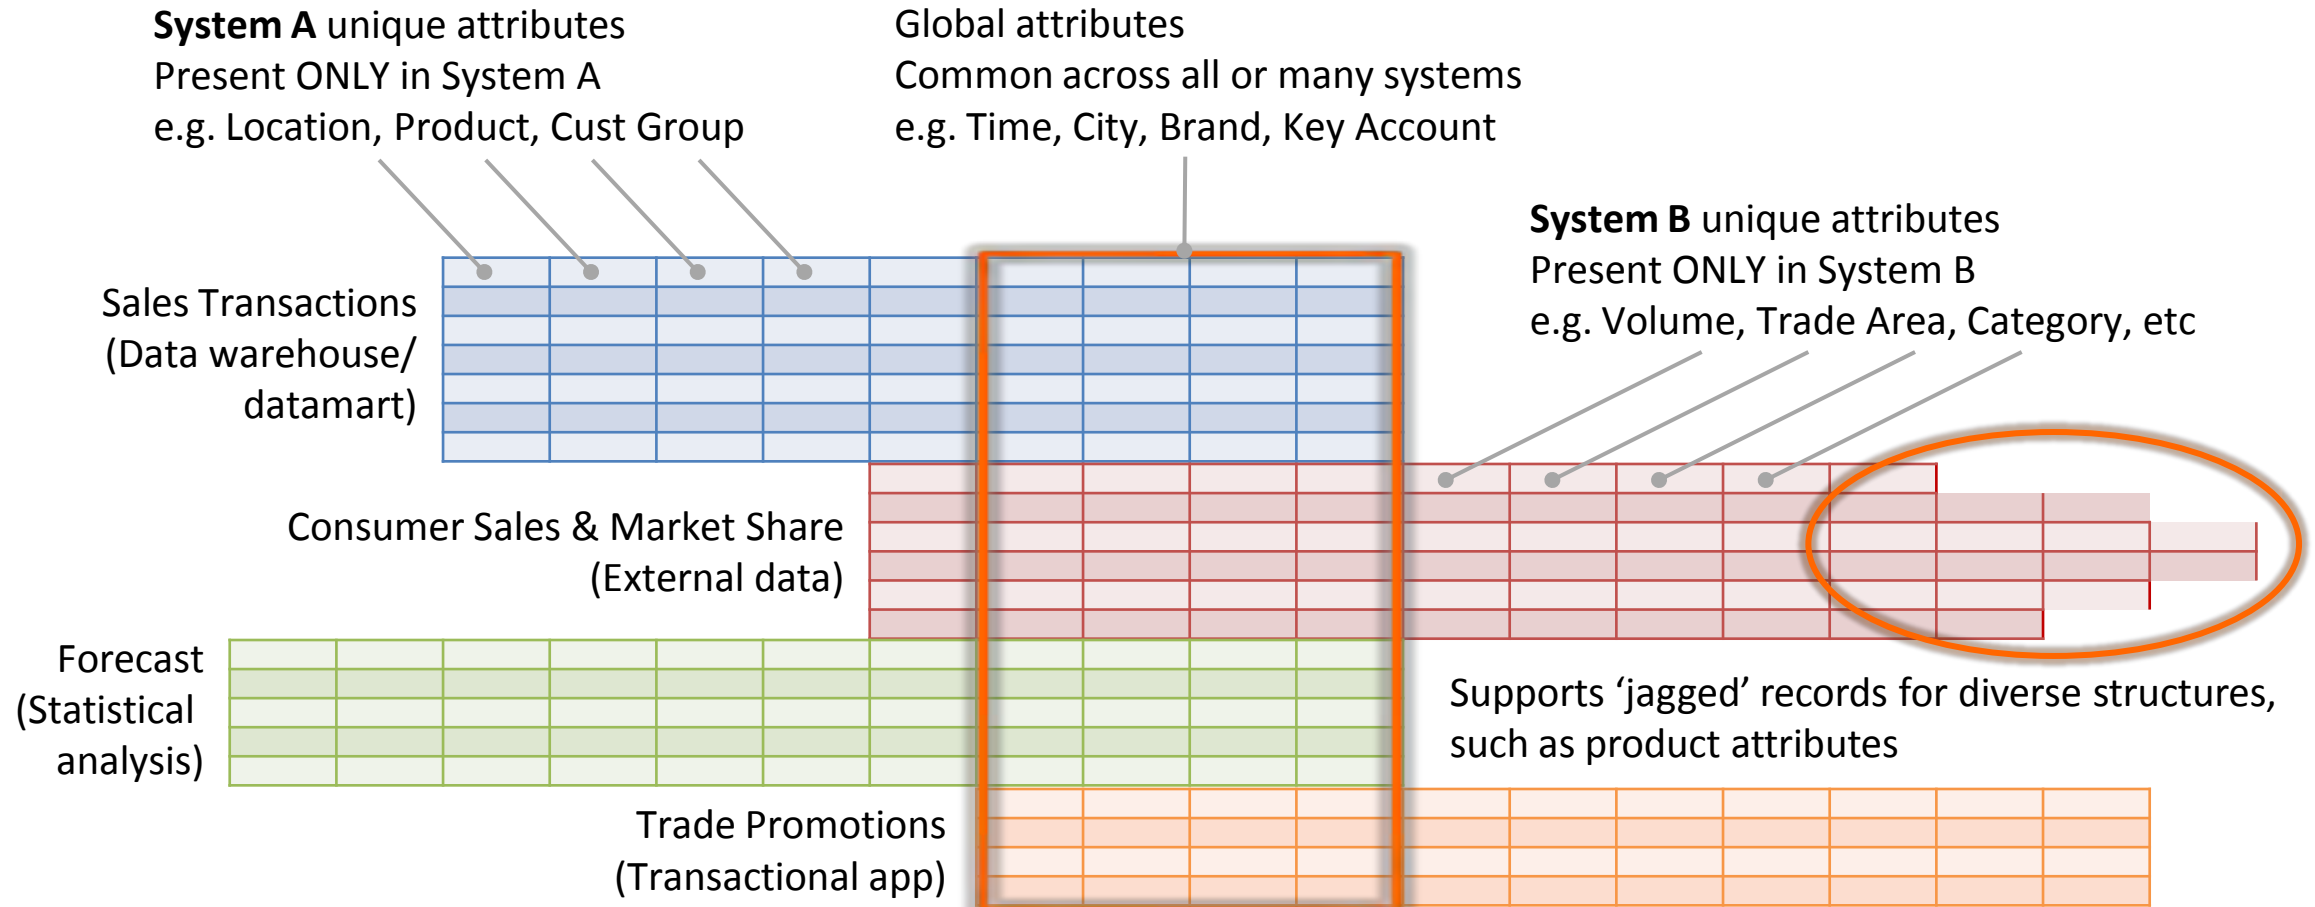 System A unique attributes
Present ONLY in System A
e.g. Location, Product, Cust Group
Global attributes
Common across all or many systems
e.g. Time, City, Brand, Key Account
System B unique attributes
Present ONLY in System B
e.g. Volume, Trade Area, Category, etc
Sales Transactions
(Data warehouse/
datamart)
Consumer Sales & Market Share
(External data)
Forecast
(Statistical
analysis)
Supports ‘jagged’ records for diverse structures,
such as product attributes
Trade Promotions
(Transactional app)